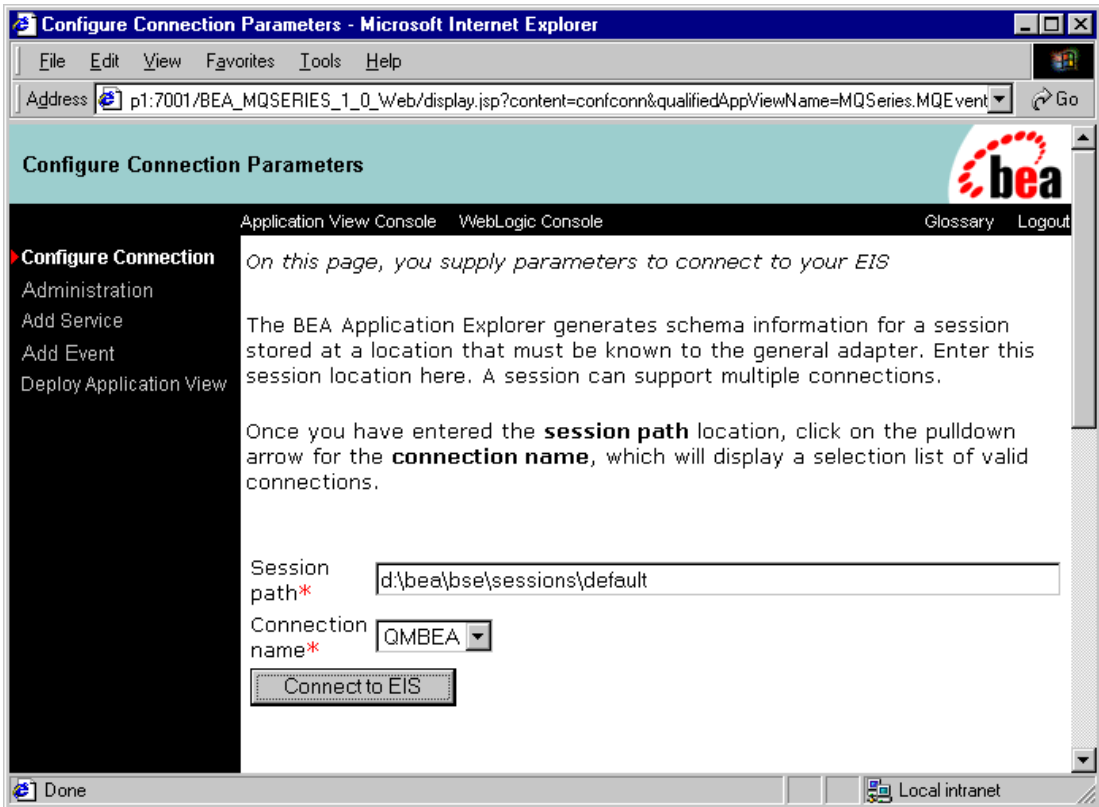 Configure Connection Parameters - Microsoft Internet Explorer
File Edit View Favorites Tools Help
Address p1:7001/BEA_MQSERIES_1_0_Web/display.jsp?content=confconn&qualifiedAppViewName=MQSeries.MQEvent Go
Configure Connection Parameters
bea
Application View Console WebLogic Console Glossary Logout
Configure Connection
Administration
Add Service
Add Event
Deploy Application View
On this page, you supply parameters to connect to your EIS
The BEA Application Explorer generates schema information for a session
stored at a location that must be known to the general adapter. Enter this
session location here. A session can support multiple connections.
Once you have entered the session path location, click on the pulldown
arrow for the connection name, which will display a selection list of valid
connections.
Session
path*
d:\bea\bse\sessions\default
Connection
name*
QMBEA
Connect to EIS
Done
Local intranet